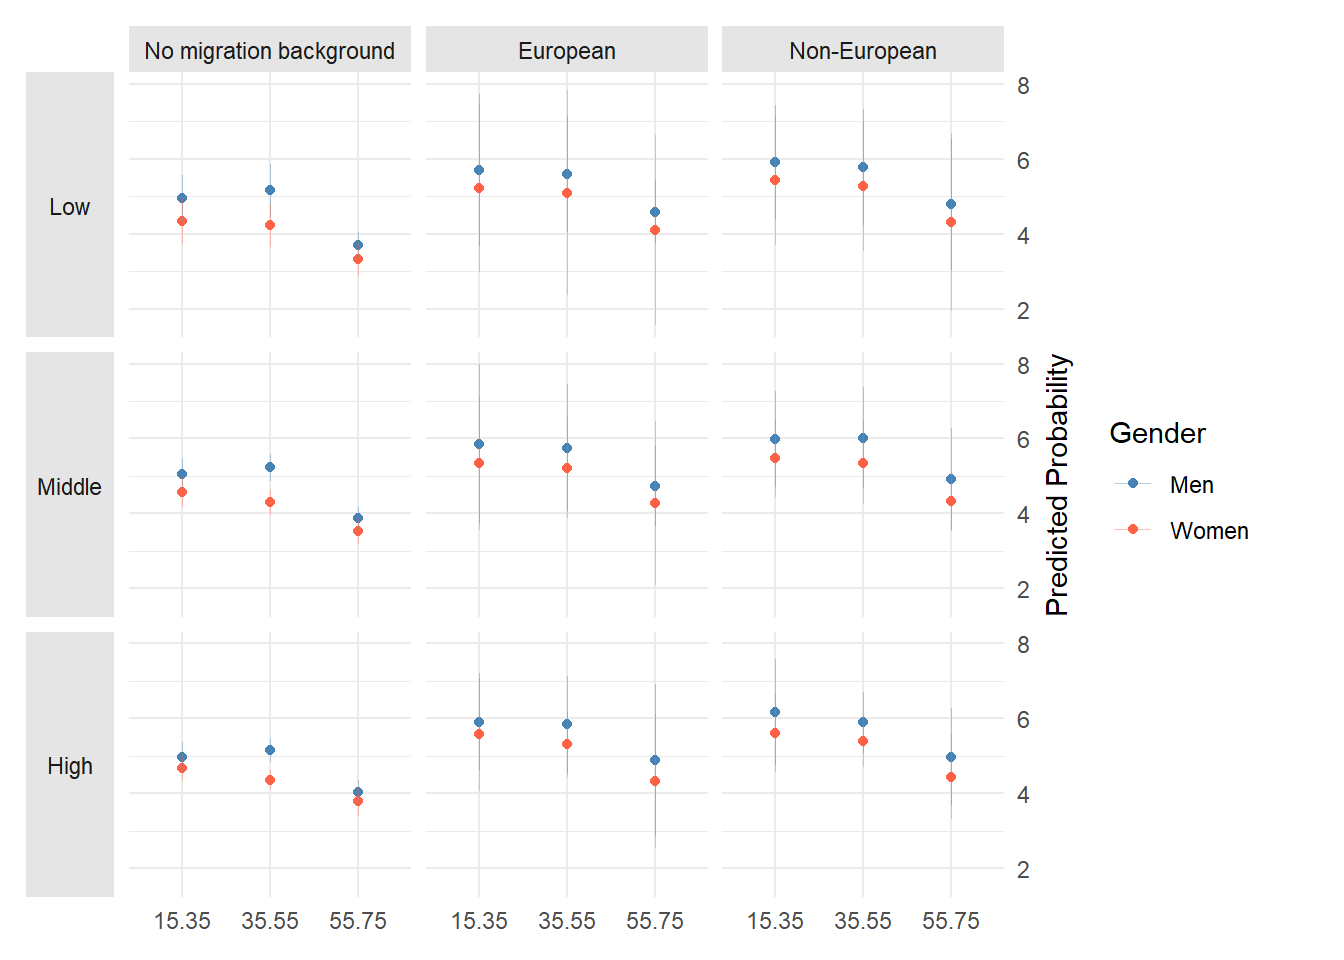 No migration background
European
Non-European
Low
8
6
4
2
Middle
8
6
4
2
High
8
6
4
2
15.35 35.55 55.75 15.35 35.55 55.75 15.35 35.55 55.75
Predicted Probability
Gender
Men
Women